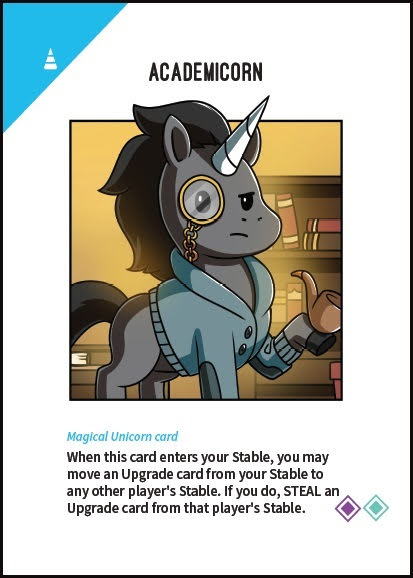 ACADEMICORN
Magical Unicorn card
When this card enters your Stable, you may
move an Upgrade card from your Stable to
any other player's Stable. If you do, STEAL an
Upgrade card from that player's Stable.